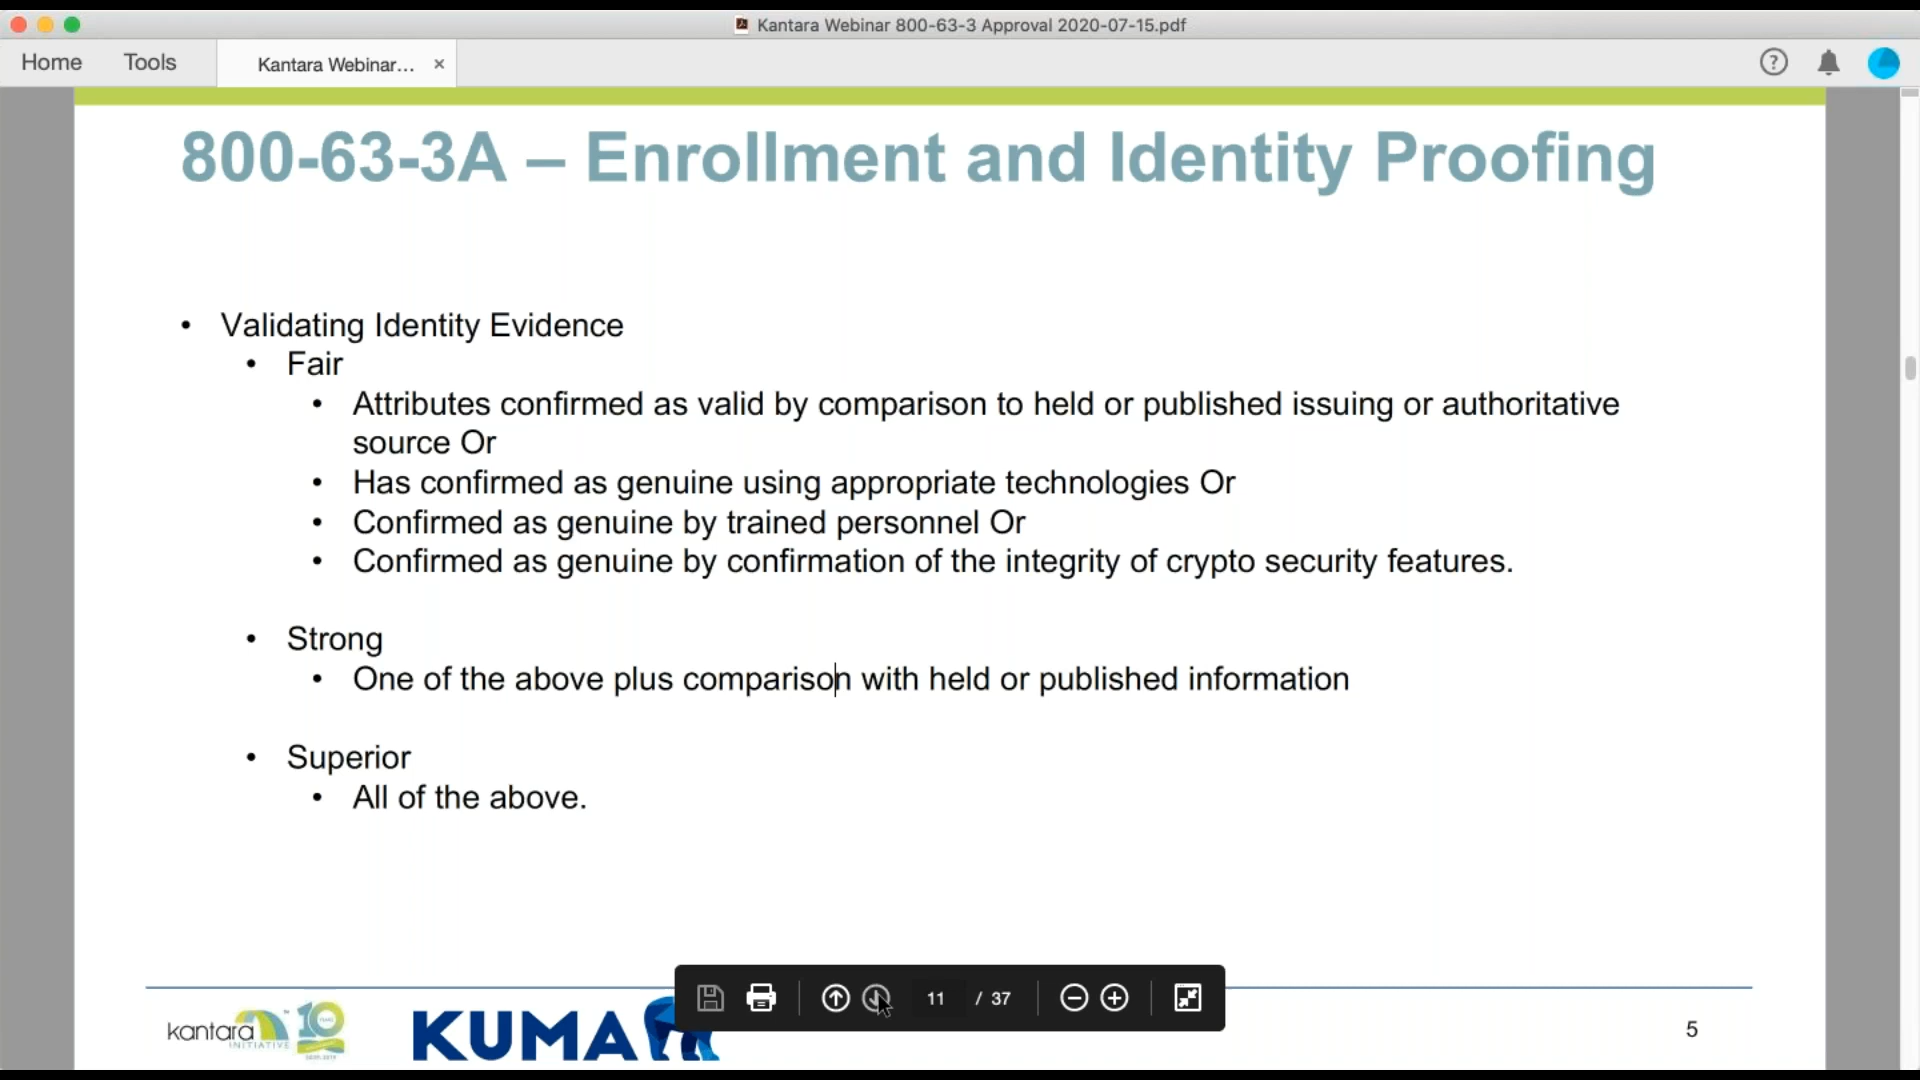 Kantara Webinar 800-63-3 Approval 2020-07-15.pdf
Home
Tools
Kantara Webinar...
800-63-3A – Enrollment and Identity Proofing
• Validating Identity Evidence
• Fair
• Attributes confirmed as valid by comparison to held or published issuing or authoritative
source Or
• Has confirmed as genuine using appropriate technologies Or
• Confirmed as genuine by trained personnel Or
• Confirmed as genuine by confirmation of the integrity of crypto security features.
• Strong
• One of the above plus comparison with held or published information
• Superior
• All of the above.
11 / 37
kantara
INITIATIVE
10
KUMA
5